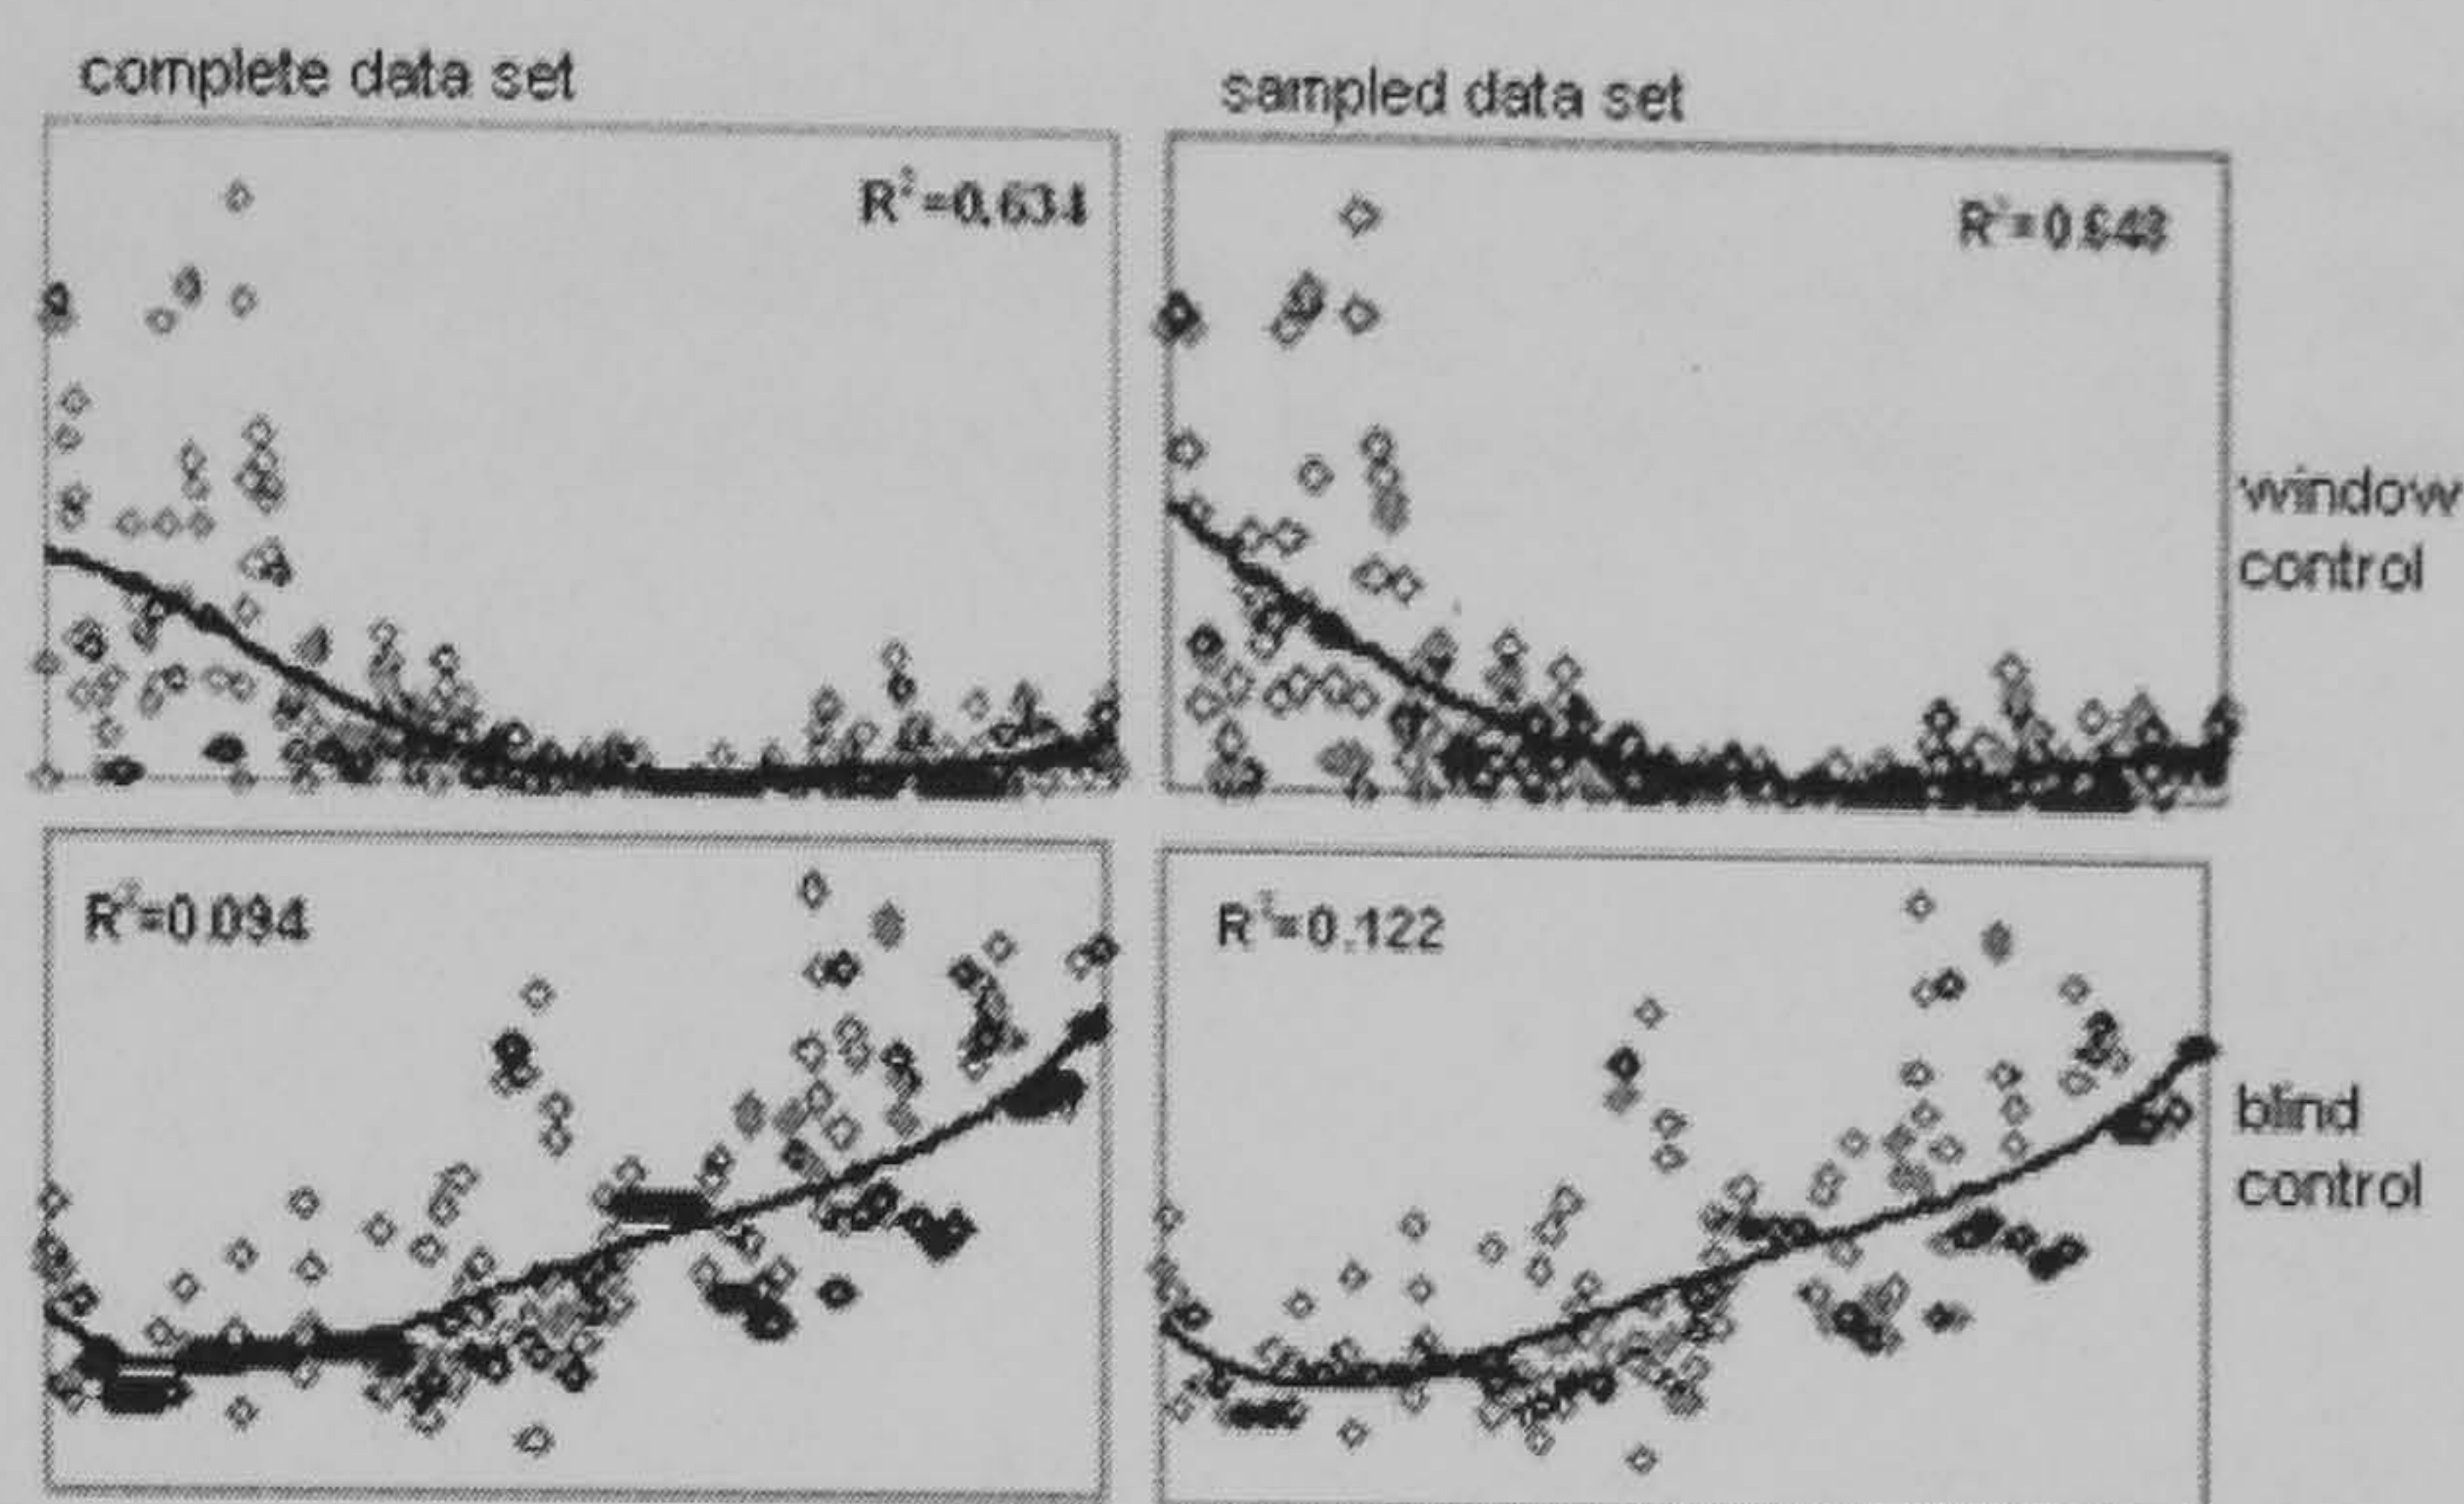 complete data set
sampled data set
R²=0.634
window
control
R²=0.094
R²=0.122
blind
control